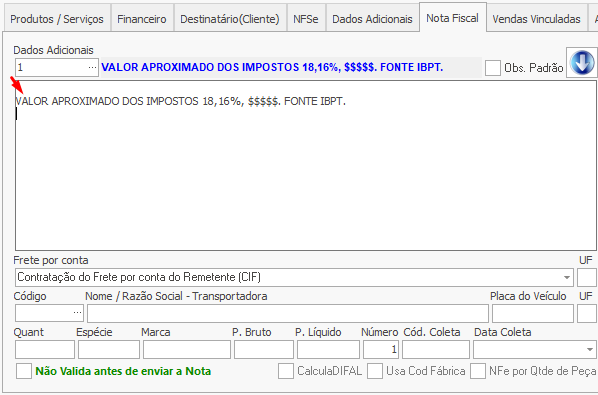 Produtos / Serviços Financeiro Destinatário(Cliente) NFSe Dados Adicionais Nota Fiscal Vendas Vinculadas
Dados Adicionais
1 ... VALOR APROXIMADO DOS IMPOSTOS 18,16%, $$$$$. FONTE IBPT. Obs. Padrão
VALOR APROXIMADO DOS IMPOSTOS 18,16%, $$$$$. FONTE IBPT.
Frete por conta UF
Contratação do Frete por conta do Remetente (CIF)
Código Nome / Razão Social - Transportadora Placa do Veículo UF
...
Quant Espécie Marca P. Bruto P. Líquido Número Cód. Coleta Data Coleta
1
Não Valida antes de enviar a Nota CalculaDIFAL Usa Cod Fábrica NFe por Qtde de Peça